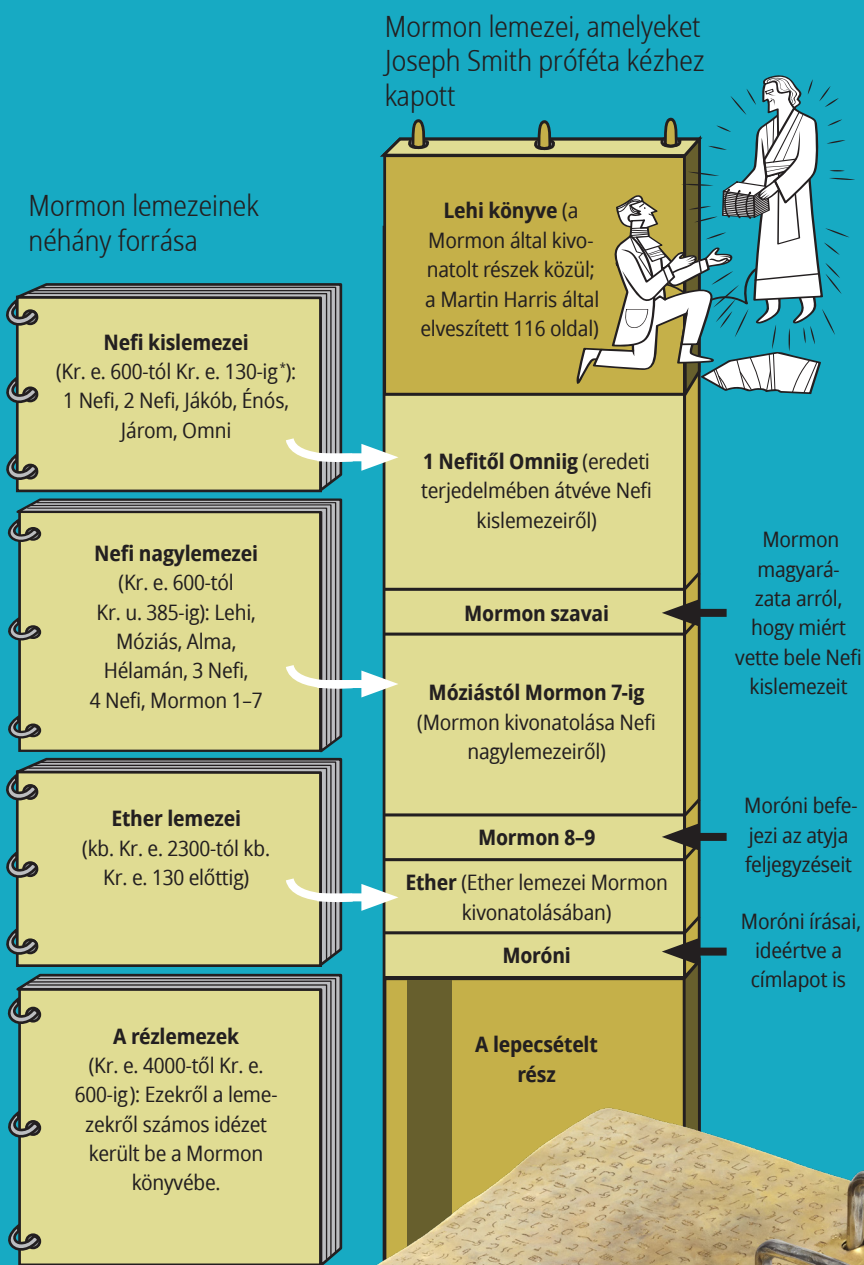 Mormon lemezei, amelyeket
Joseph Smith próféta kézhez
kapott
Mormon lemezeinek
néhány forrása
Nefi kislemezei
(Kr. e. 600-tól Kr. e. 130-ig*):
1 Nefi, 2 Nefi, Jákób, Énós,
Járom, Omni
Nefi nagylemezei
(Kr. e. 600-tól
Kr. u. 385-ig): Lehi,
Móziás, Alma,
Hélamán, 3 Nefi,
4 Nefi, Mormon 1–7
Ether lemezei
(kb. Kr. e. 2300-tól kb.
Kr. e. 130 előttig)
A rézlemezek
(Kr. e. 4000-től Kr. e.
600-ig): Ezekről a leme-
zekről számos idézet
került be a Mormon
könyvébe.
Lehi könyve (a
Mormon által kivo-
natolt részek közül;
a Martin Harris által
elveszített 116 oldal)
1 Nefitől Omniig (eredeti
terjedelmében átvéve Nefi
kislemezeiről)
Mormon szavai
Móziástól Mormon 7-ig
(Mormon kivonatolása Nefi
nagylemezeiről)
Mormon 8–9
Ether (Ether lemezei Mormon
kivonatolásában)
Moróni
A lepecsételt
rész
Mormon
magyará-
zata arról,
hogy miért
vette bele Nefi
kislemezeit
Moróni befe-
jezi az atyja
feljegyzéseit
Moróni írásai,
ideértve a
címlapot is